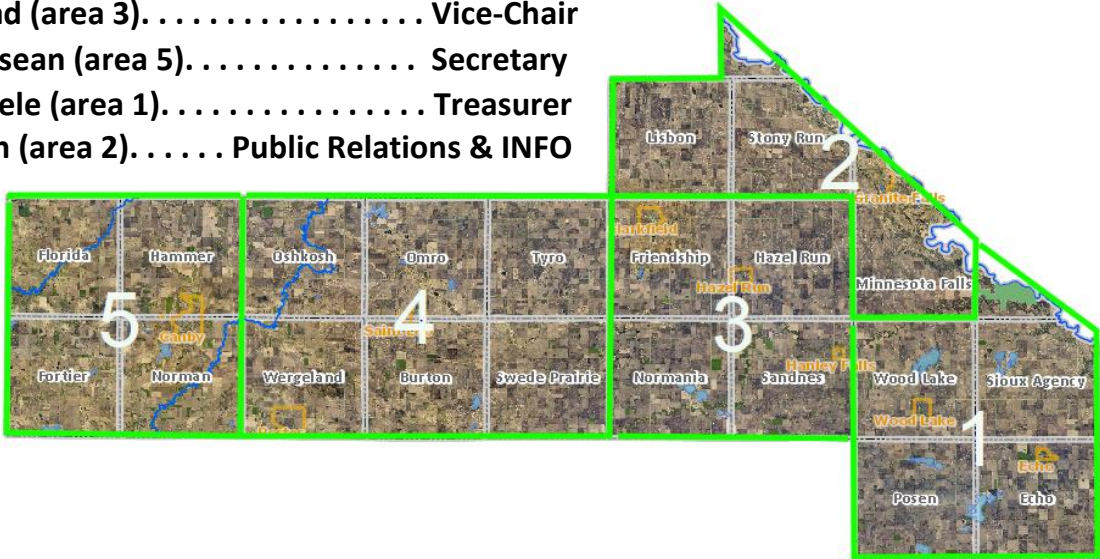 (area 3). . . . . . . . . . . . . . . . . Vice-Chair
sean (area 5). . . . . . . . . . . . . . Secretary
ele (area 1). . . . . . . . . . . . . . . . Treasurer
(area 2). . . . . . Public Relations & INFO
Lisbon Stony Run 2
Granite Falls
Florida Hammer Oshkosh Omro Tyro Friendship Hazel Run
Hazel Run Minnesota Falls
5 4 3
Canby
Fortier Norman Wergeland Burton Swede Prairie Normania Sandnes Hanley Falls Wood Lake Sioux Agency
Wood Lake 1
Echo
Posen Echo